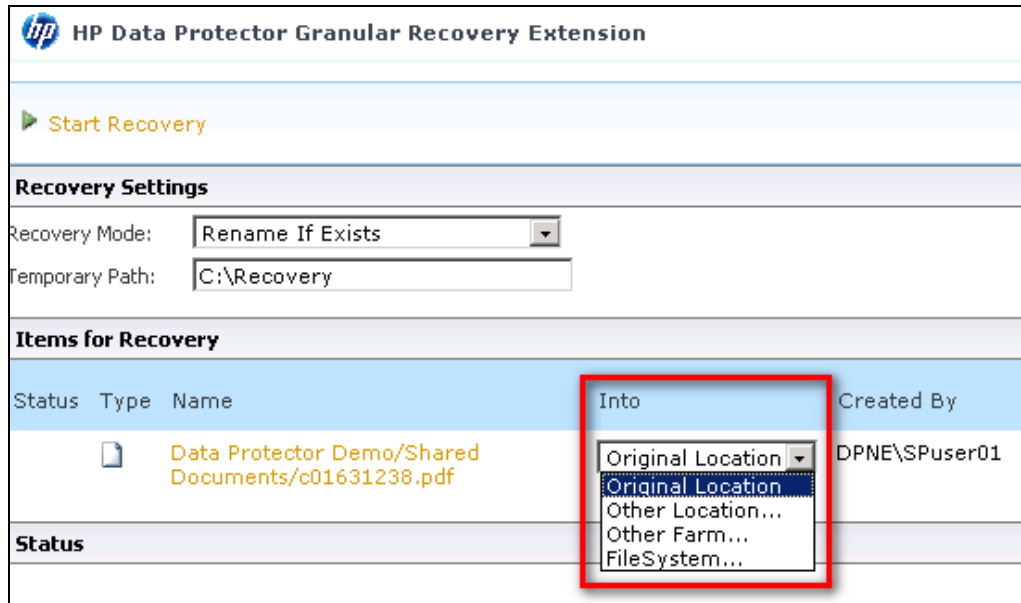 hp HP Data Protector Granular Recovery Extension
Start Recovery
Recovery Settings
Recovery Mode: Rename If Exists
Temporary Path: C:\Recovery
Items for Recovery
Status Type Name Into Created By
Data Protector Demo/Shared Original Location DPNE\SPuser01
Documents/c01631238.pdf Original Location
Other Location...
Other Farm...
FileSystem...
Status